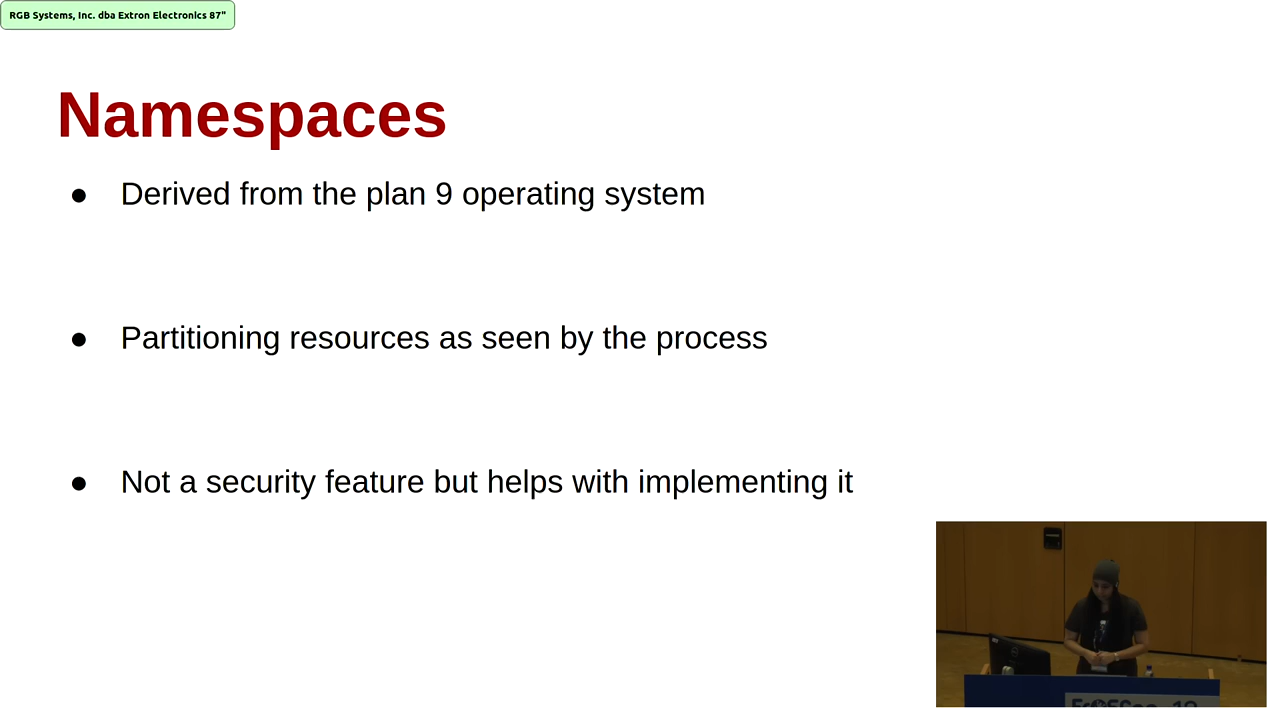 RGB Systems, Inc. dba Extron Electronics 87"
Namespaces
● Derived from the plan 9 operating system
● Partitioning resources as seen by the process
● Not a security feature but helps with implementing it